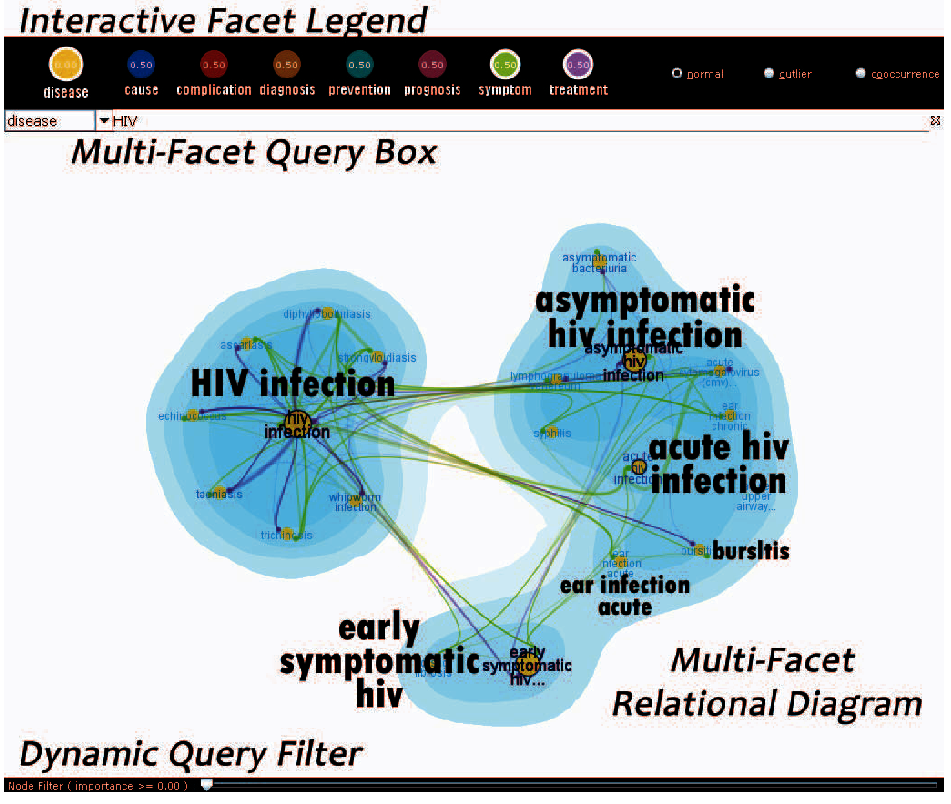 Interactive Facet Legend
0.00 0.50 0.50 0.50 0.50 0.50 0.50 0.50
disease cause complication diagnosis prevention prognosis symptom treatment
normal outlier cooccurrence
disease HIV
Multi-Facet Query Box
asymptomatic
bacteriuria
asymptomatic
hiv infection
diphyllobothriasis
ascariasis
strongyloidiasis
asymptomatic
hiv
infection
acute
cytomegalovirus
(cmv)...
HIV infection
echinococcus
hiv
infection
ear
infection
chronic
syphilis
acute hiv
infection
acute
hiv
infection
taeniasis
whipworm
infection
upper
airway...
trichinosis
bursiti
bursitis
ear
infection
acute
ear infection
acute
early
symptomatic
hiv
early
symptomatic
hiv...
Multi-Facet
Relational Diagram
Dynamic Query Filter
Node Filter ( importance >= 0.00 )